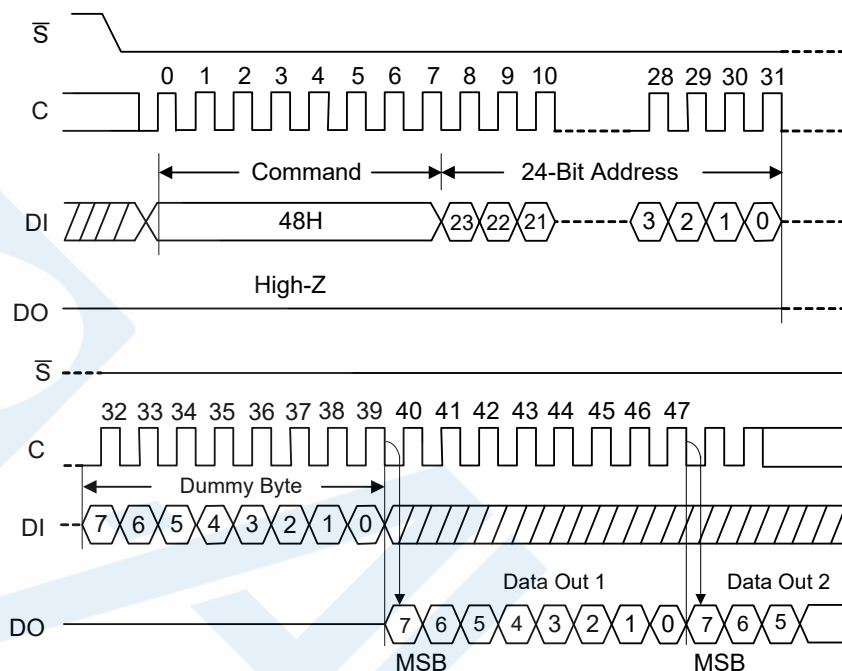 S
0 1 2 3 4 5 6 7 8 9 10 28 29 30 31
C
Command 24-Bit Address
DI 48H 23 22 21 3 2 1 0
High-Z
DO
S
32 33 34 35 36 37 38 39 40 41 42 43 44 45 46 47
C
Dummy Byte
DI 7 6 5 4 3 2 1 0
Data Out 1 Data Out 2
DO 7 6 5 4 3 2 1 0 7 6 5
MSB MSB